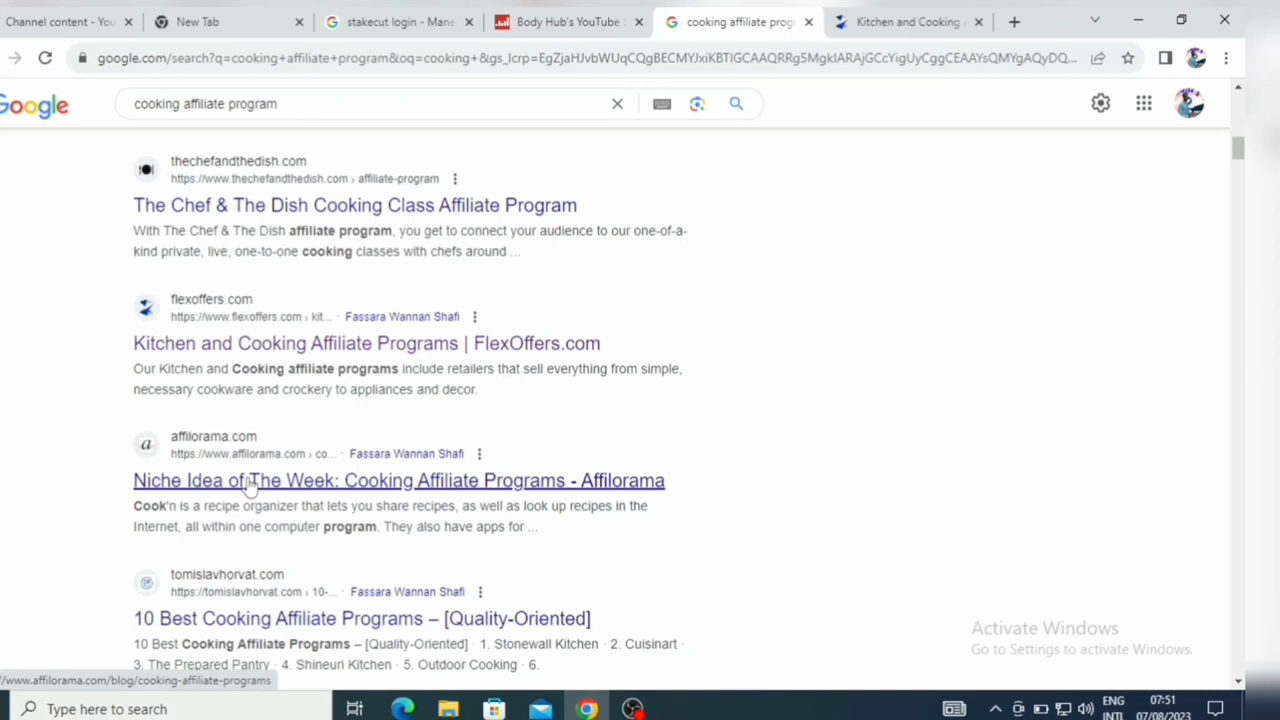 Channel content - You
New Tab
stakecut login - Mane
Body Hub's YouTube S
cooking affiliate prog
Kitchen and Cooking A
google.com/search?q=cooking+affiliate+program&oq=cooking+&gs_lcrp=EgZjaHJvbWUqCQgBECMYJxiKBTIGCAAQRRg5MgkIARAjGCcYigUyCggCEAAYsQMYgAQyDQ...
Google
cooking affiliate program
thechefandthedish.com
https://www.thechefandthedish.com › affiliate-program
The Chef & The Dish Cooking Class Affiliate Program
With The Chef & The Dish affiliate program, you get to connect your audience to our one-of-a-
kind private, live, one-to-one cooking classes with chefs around ...
flexoffers.com
https://www.flexoffers.com › kit... · Fassara Wannan Shafi
Kitchen and Cooking Affiliate Programs | FlexOffers.com
Our Kitchen and Cooking affiliate programs include retailers that sell everything from simple,
necessary cookware and crockery to appliances and decor.
a
affilorama.com
https://www.affilorama.com › co... · Fassara Wannan Shafi
Niche Idea of The Week: Cooking Affiliate Programs - Affilorama
Cook'n is a recipe organizer that lets you share recipes, as well as look up recipes in the
Internet, all within one computer program. They also have apps for ...
tomislavhorvat.com
https://tomislavhorvat.com › 10-... · Fassara Wannan Shafi
10 Best Cooking Affiliate Programs – [Quality-Oriented]
10 Best Cooking Affiliate Programs – [Quality-Oriented] · 1. Stonewall Kitchen · 2. Cuisinart ·
3. The Prepared Pantry · 4. Shineuri Kitchen · 5. Outdoor Cooking · 6.
Activate Windows
Go to Settings to activate Windows.
/www.affilorama.com/blog/cooking-affiliate-programs
Type here to search
ENG
INTL
07:51
07/08/2023